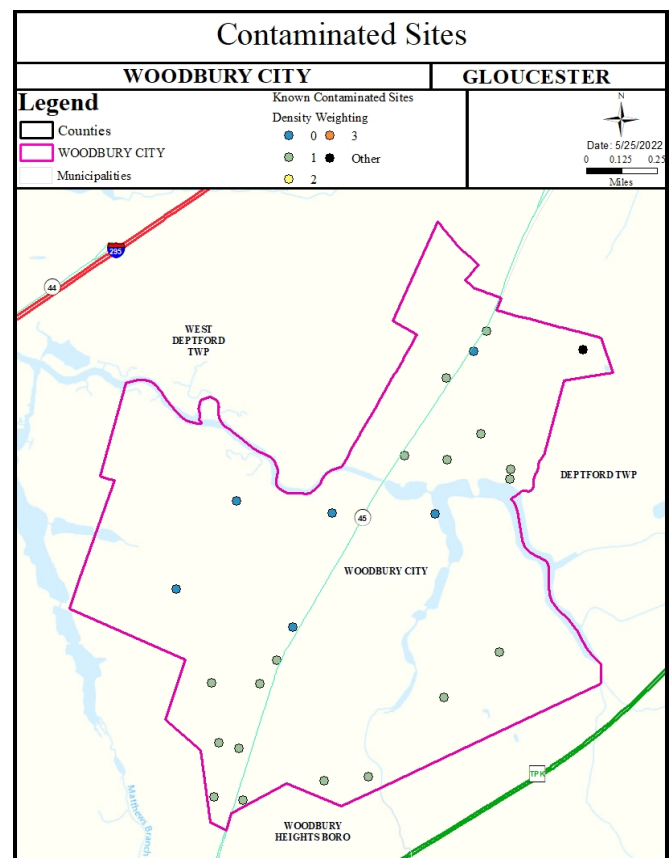 Contaminated Sites
WOODBURY CITY
GLOUCESTER
Legend
Counties
WOODBURY CITY
Municipalities
Known Contaminated Sites
Density Weighting
0
3
1
Other
2
N
Date: 5/25/2022
0 0.125 0.25
Miles
295
44
WEST
DEPTFORD
TWP
DEPTFORD TWP
45
WOODBURY CITY
TPK
Matthews Branch
WOODBURY
HEIGHTS BORO